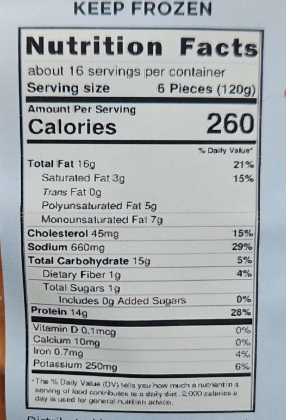 KEEP FROZEN
Nutrition Facts
about 16 servings per container
Serving size 6 Pieces (120g)
Amount Per Serving
Calories 260
% Daily Value*
Total Fat 16g 21%
Saturated Fat 3g 15%
Trans Fat 0g
Polyunsaturated Fat 5g
Monounsaturated Fat 7g
Cholesterol 45mg 15%
Sodium 660mg 29%
Total Carbohydrate 15g 5%
Dietary Fiber 1g 4%
Total Sugars 1g
Includes 0g Added Sugars 0%
Protein 14g 28%
Vitamin D 0.1mcg 0%
Calcium 10mg 0%
Iron 0.7mg 4%
Potassium 250mg 6%
*The % Daily Value (DV) tells you how much a nutrient in a
serving of food contributes to a daily diet. 2,000 calories a
day is used for general nutrition advice.